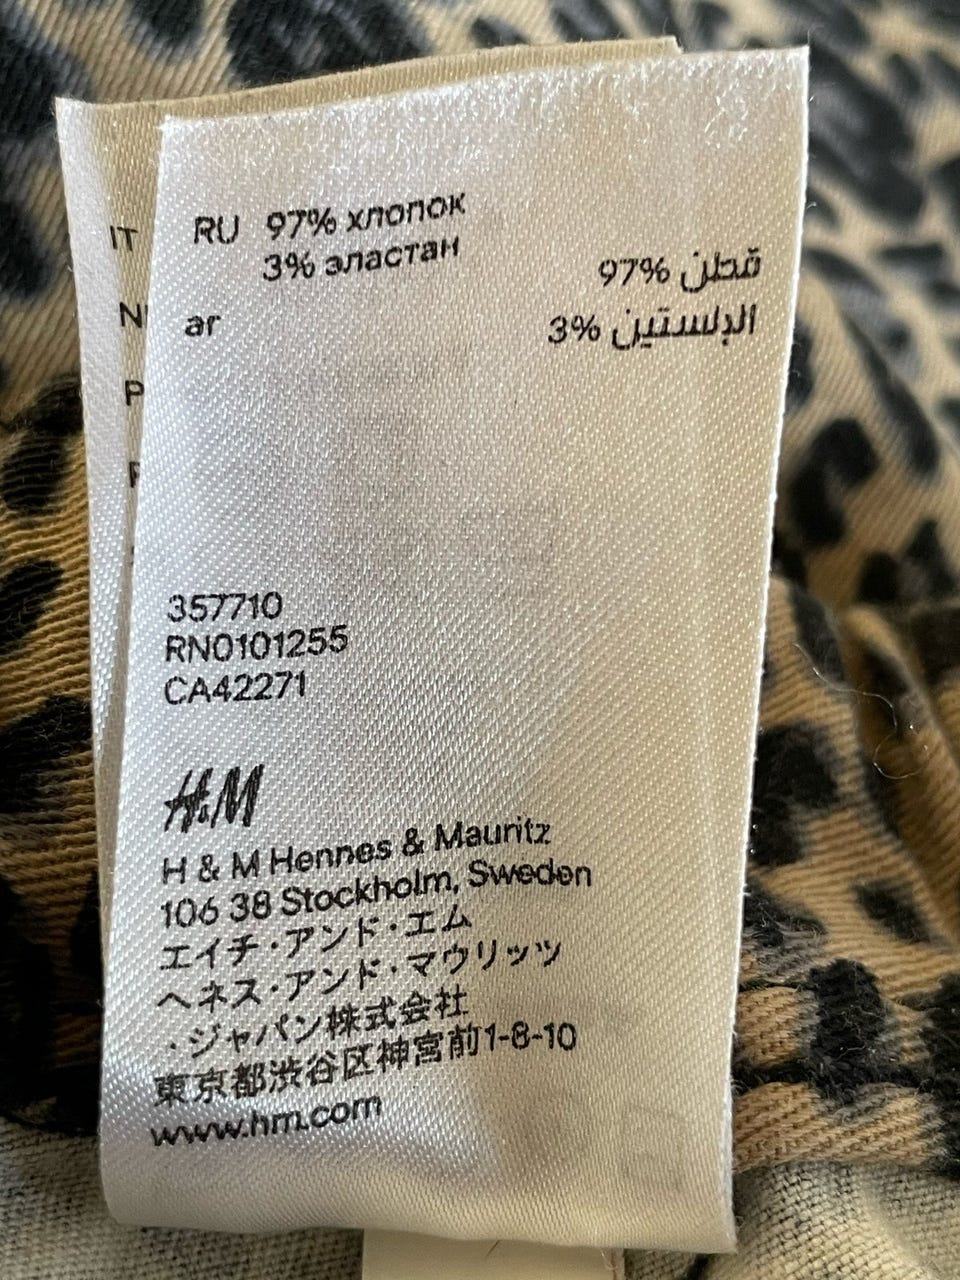 RU 97% хлопок
3% эластан
ar
قطن 97%
الإلستين 3%
357710
RN0101255
CA42271
H&M
H & M Hennes & Mauritz
106 38 Stockholm, Sweden
エイチ・アンド・エム
ヘネス・アンド・マウリッツ
・ジャパン株式会社
東京都渋谷区神宮前1-8-10
www.hm.com
IT